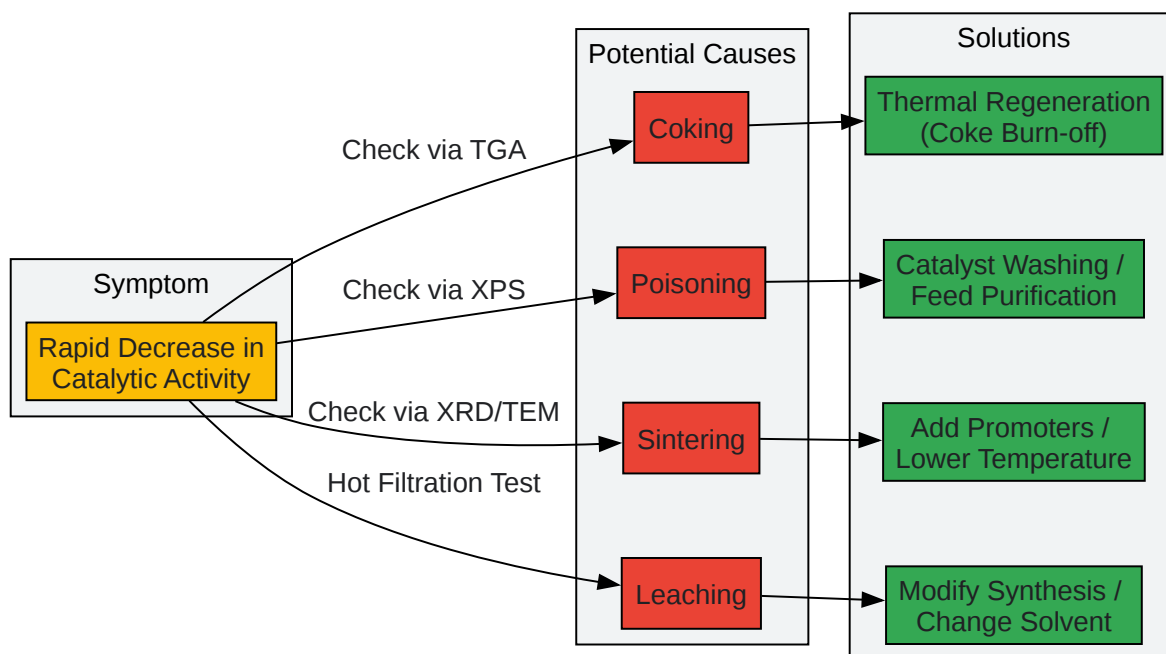 Symptom
Rapid Decrease in
Catalytic Activity
Check via TGA
Check via XPS
Check via XRD/TEM
Hot Filtration Test
Potential Causes
Coking
Poisoning
Sintering
Leaching
Solutions
Thermal Regeneration
(Coke Burn-off)
Catalyst Washing /
Feed Purification
Add Promoters /
Lower Temperature
Modify Synthesis /
Change Solvent